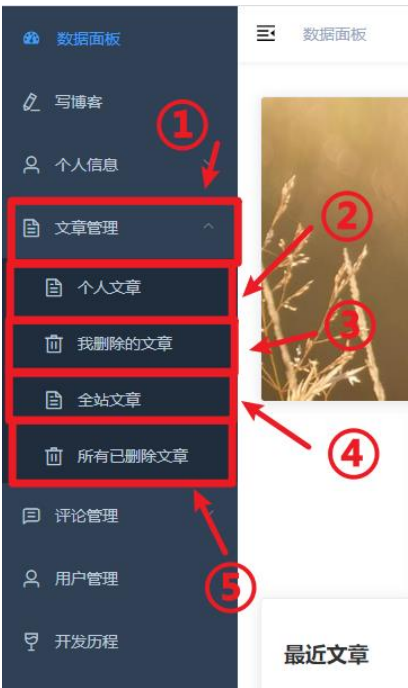 数据面板
数据面板
写博客
①
个人信息
文章管理
②
个人文章
我删除的文章
③
全站文章
④
所有已删除文章
评论管理
⑤
用户管理
开发历程
最近文章